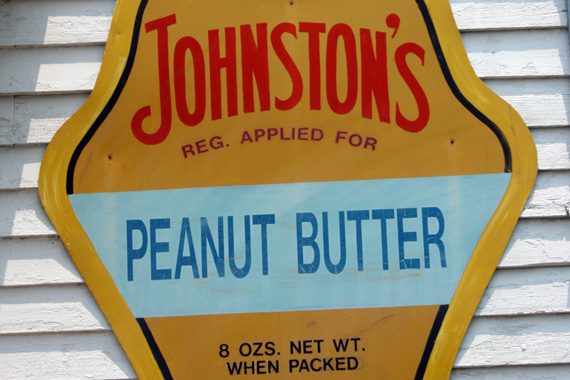 JOHNSTON'S
REG. APPLIED FOR
PEANUT BUTTER
8 OZS. NET WT.
WHEN PACKED